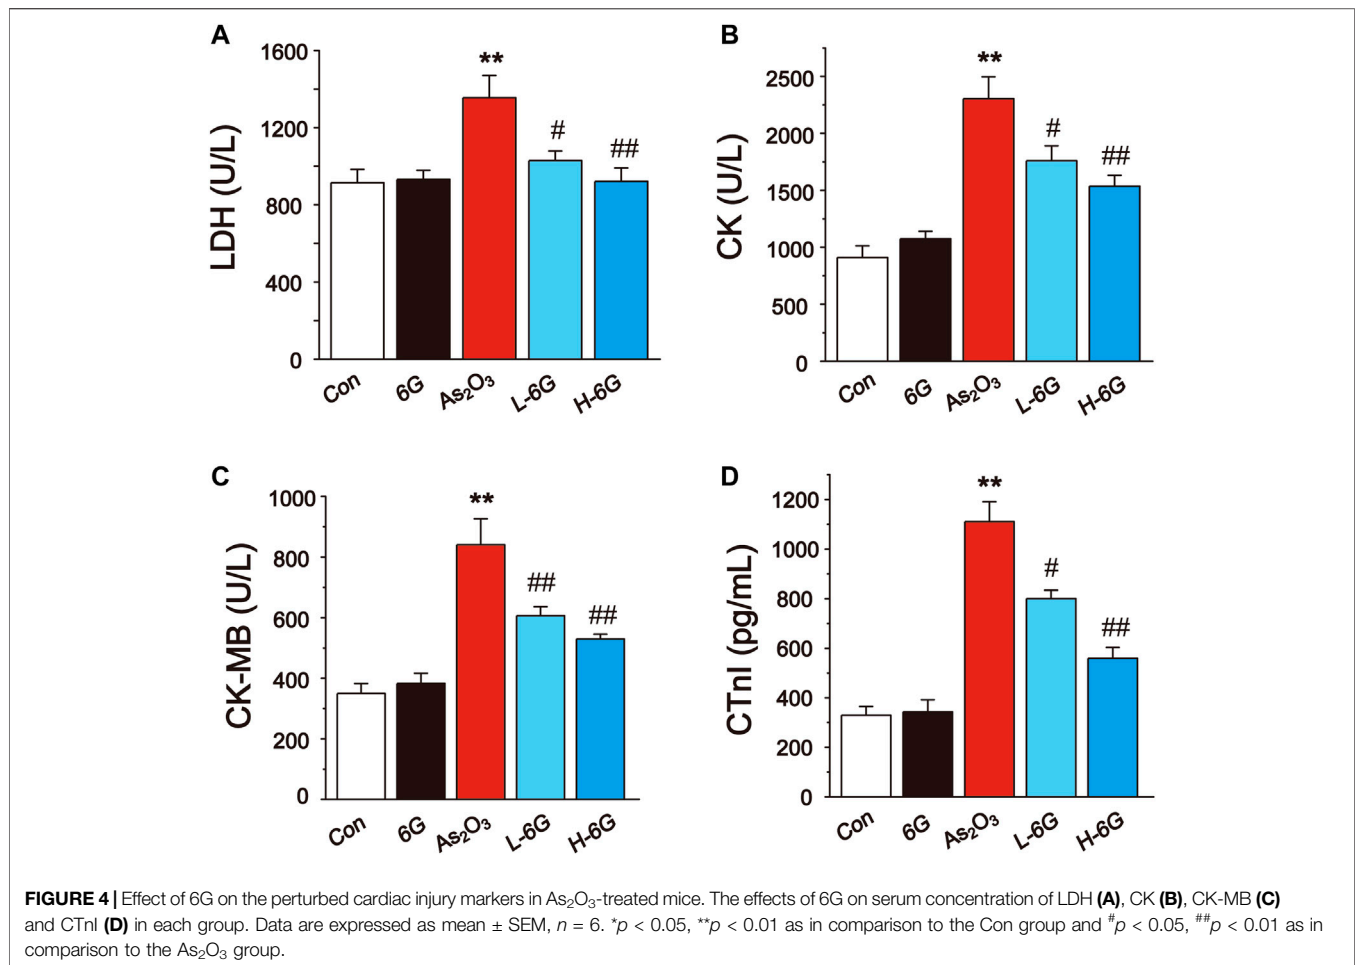 A
LDH (U/L)
1600
1200
800
400
0
**
#
##
Con 6G As₂O₃ L-6G H-6G
B
CK (U/L)
2500
2000
1500
1000
500
0
**
#
##
Con 6G As₂O₃ L-6G H-6G
C
CK-MB (U/L)
1000
800
600
400
200
0
**
##
##
Con 6G As₂O₃ L-6G H-6G
D
CTnI (pg/mL)
1200
1000
800
600
400
200
0
**
#
##
Con 6G As₂O₃ L-6G H-6G
FIGURE 4 | Effect of 6G on the perturbed cardiac injury markers in As₂O₃-treated mice. The effects of 6G on serum concentration of LDH (A), CK (B), CK-MB (C)
and CTnI (D) in each group. Data are expressed as mean ± SEM, n = 6. *p < 0.05, **p < 0.01 as in comparison to the Con group and #p < 0.05, ##p < 0.01 as in
comparison to the As₂O₃ group.